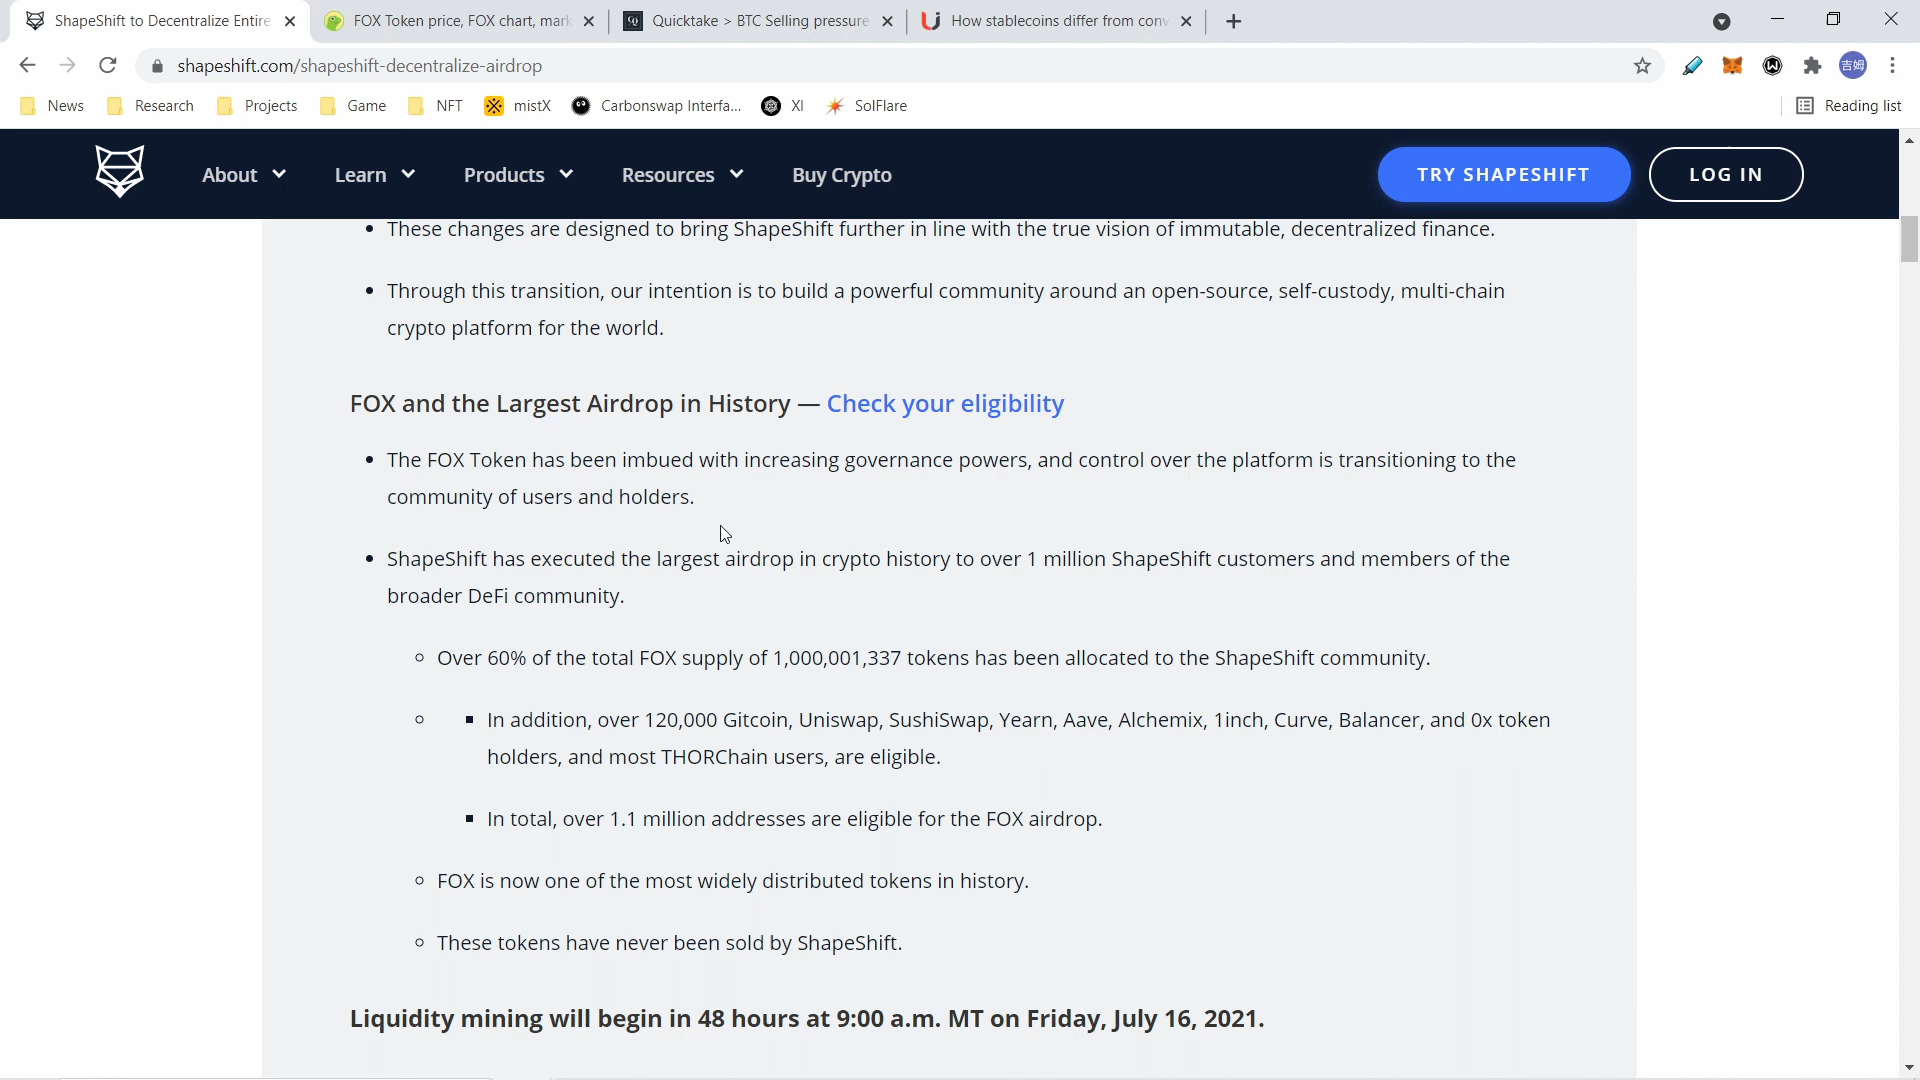 ShapeShift to Decentralize Entire
FOX Token price, FOX chart, mark
Quicktake > BTC Selling pressure
How stablecoins differ from conv
shapeshift.com/shapeshift-decentralize-airdrop
吉姆
News
Research
Projects
Game
NFT
mistX
Carbonswap Interfa...
XI
SolFlare
Reading list
About
Learn
Products
Resources
Buy Crypto
TRY SHAPESHIFT
LOG IN
• These changes are designed to bring ShapeShift further in line with the true vision of immutable, decentralized finance.
• Through this transition, our intention is to build a powerful community around an open-source, self-custody, multi-chain
crypto platform for the world.
FOX and the Largest Airdrop in History — Check your eligibility
• The FOX Token has been imbued with increasing governance powers, and control over the platform is transitioning to the
community of users and holders.
• ShapeShift has executed the largest airdrop in crypto history to over 1 million ShapeShift customers and members of the
broader DeFi community.
◦ Over 60% of the total FOX supply of 1,000,001,337 tokens has been allocated to the ShapeShift community.
◦ ▪ In addition, over 120,000 Gitcoin, Uniswap, SushiSwap, Yearn, Aave, Alchemix, 1inch, Curve, Balancer, and 0x token
holders, and most THORChain users, are eligible.
▪ In total, over 1.1 million addresses are eligible for the FOX airdrop.
◦ FOX is now one of the most widely distributed tokens in history.
◦ These tokens have never been sold by ShapeShift.
Liquidity mining will begin in 48 hours at 9:00 a.m. MT on Friday, July 16, 2021.